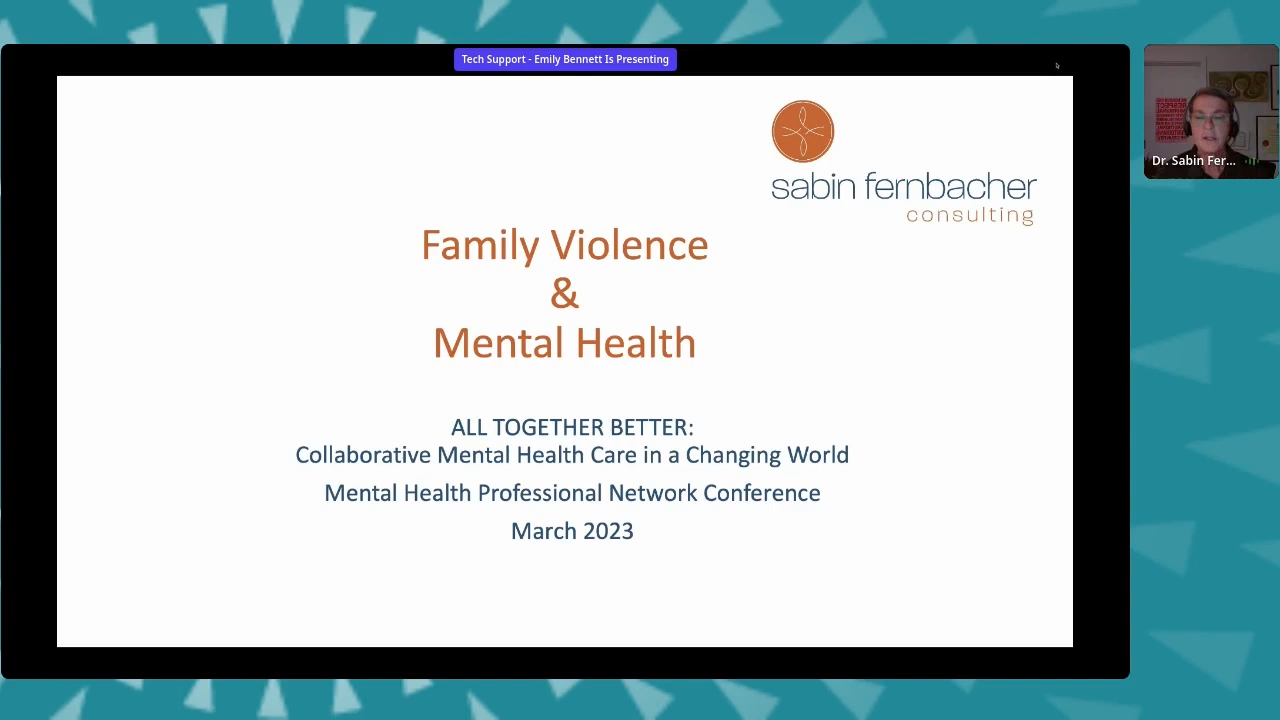 Tech Support - Emily Bennett Is Presenting
sabin fernbacher
consulting
Family Violence
&
Mental Health
ALL TOGETHER BETTER:
Collaborative Mental Health Care in a Changing World
Mental Health Professional Network Conference
March 2023
Dr. Sabin Fer...